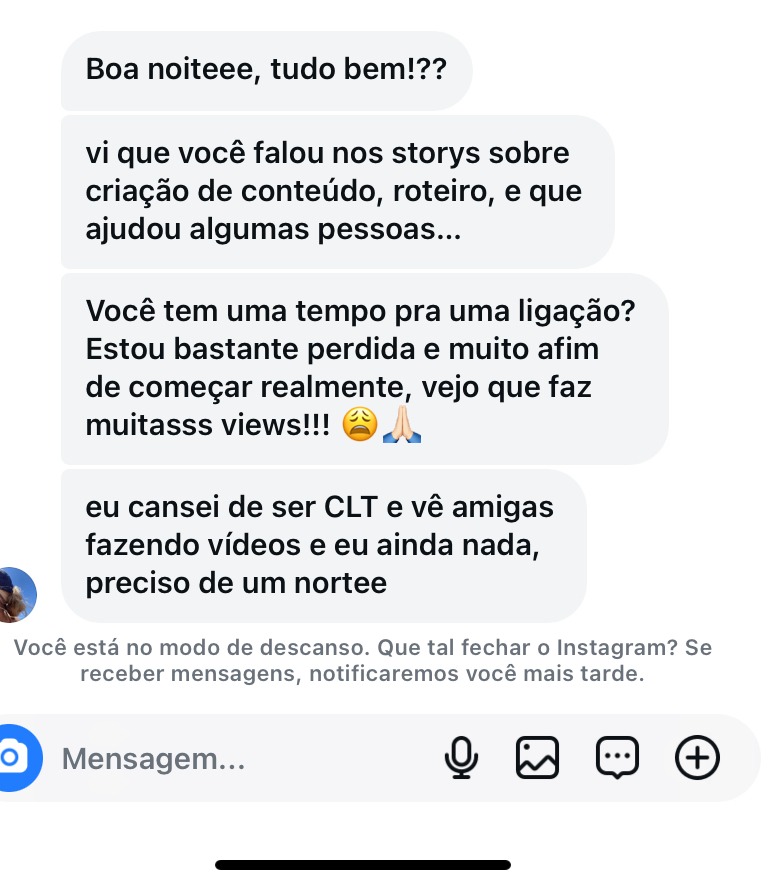 Boa noiteee, tudo bem!??
vi que você falou nos storys sobre
criação de conteúdo, roteiro, e que
ajudou algumas pessoas...
Você tem uma tempo pra uma ligação?
Estou bastante perdida e muito afim
de começar realmente, vejo que faz
muitasss views!!! 😩🙏🏻
eu cansei de ser CLT e vê amigas
fazendo vídeos e eu ainda nada,
preciso de um nortee
Você está no modo de descanso. Que tal fechar o Instagram? Se
receber mensagens, notificaremos você mais tarde.
Mensagem...